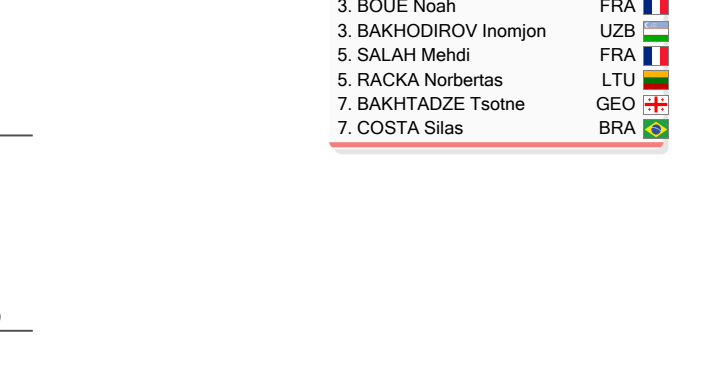 3. BOUE Noah FRA
3. BAKHODIROV Inomjon UZB
5. SALAH Mehdi FRA
5. RACKA Norbertas LTU
7. BAKHTADZE Tsotne GEO
7. COSTA Silas BRA